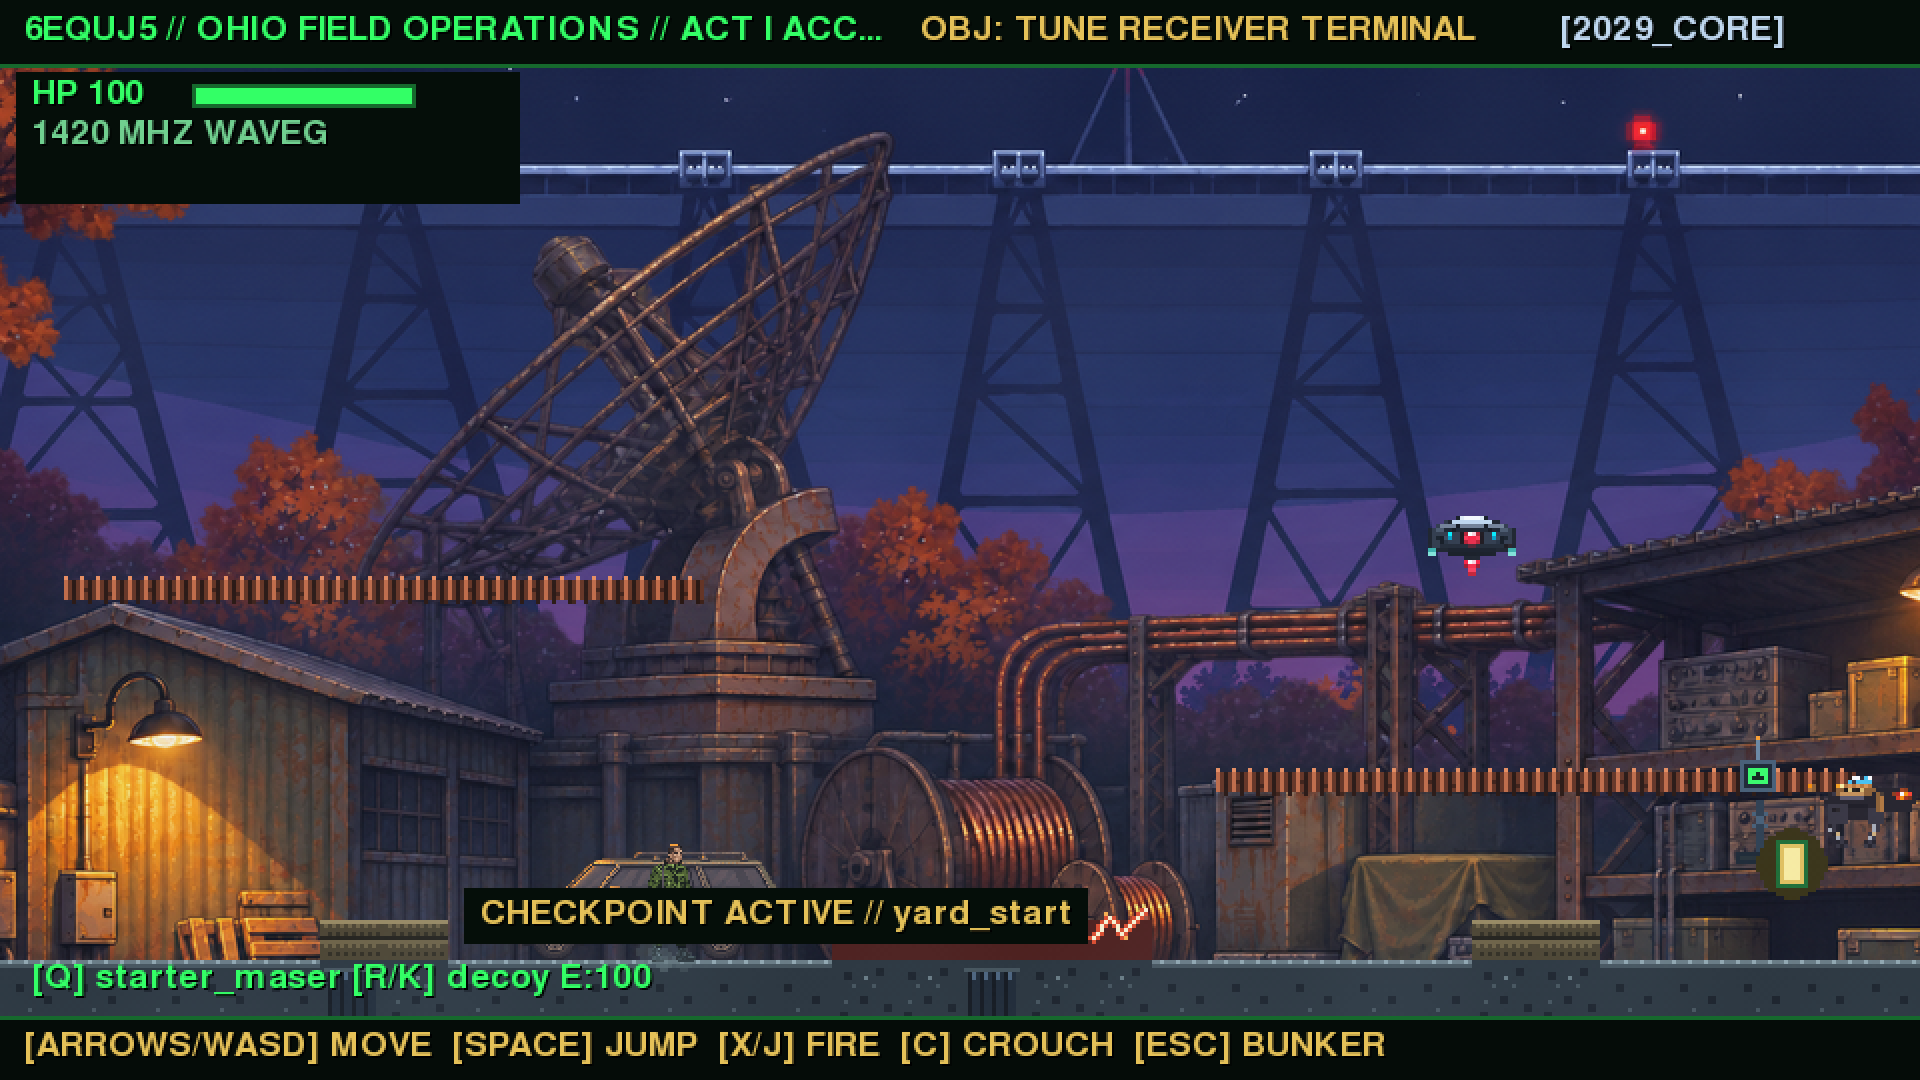 6EQUJ5 // OHIO FIELD OPERATIONS // ACT I ACC... OBJ: TUNE RECEIVER TERMINAL [2029_CORE]
HP 100
1420 MHZ WAVEG
CHECKPOINT ACTIVE // yard_start
[Q] starter_maser [R/K] decoy E:100
[ARROWS/WASD] MOVE [SPACE] JUMP [X/J] FIRE [C] CROUCH [ESC] BUNKER